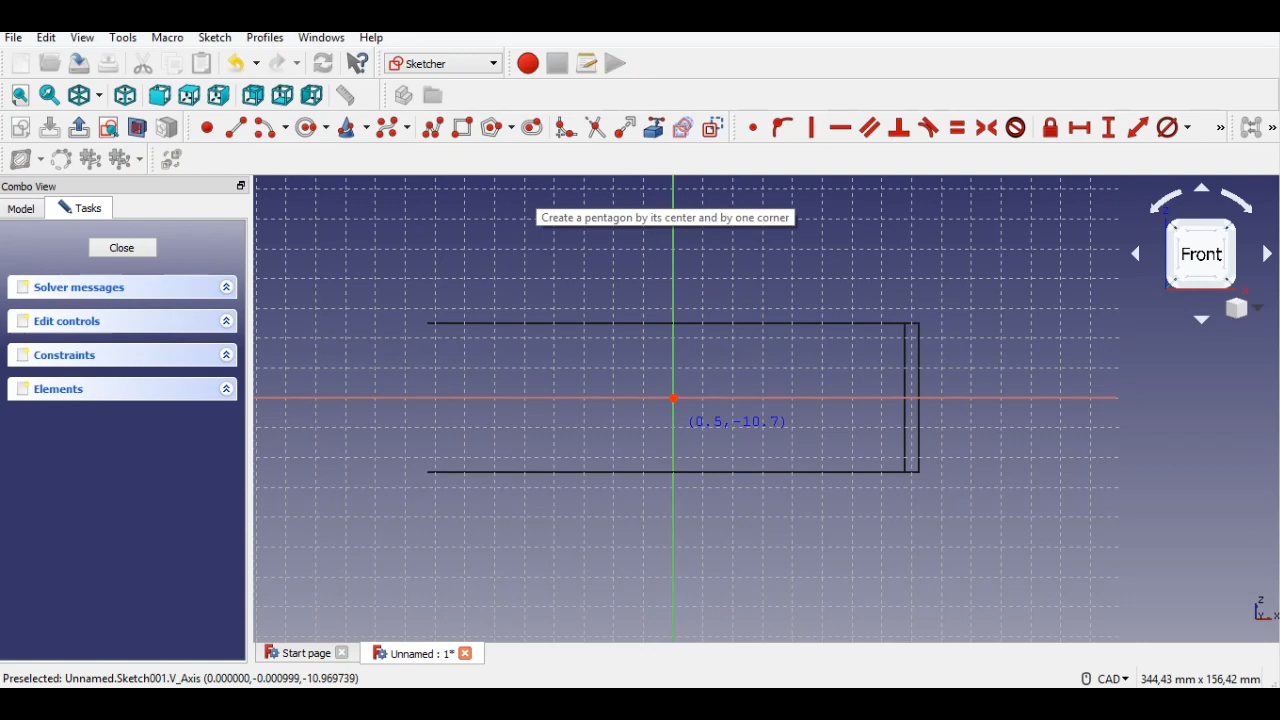 File Edit View Tools Macro Sketch Profiles Windows Help
Sketcher
»
»
Combo View
Model Tasks
Close
Solver messages
Edit controls
Constraints
Elements
Create a pentagon by its center and by one corner
(0.5,-10.7)
Front
z
x
Z
Y
X
Start page
Unnamed : 1*
Preselected: Unnamed.Sketch001.V_Axis (0.000000,-0.000999,-10.969739)
CAD
344,43 mm x 156,42 mm